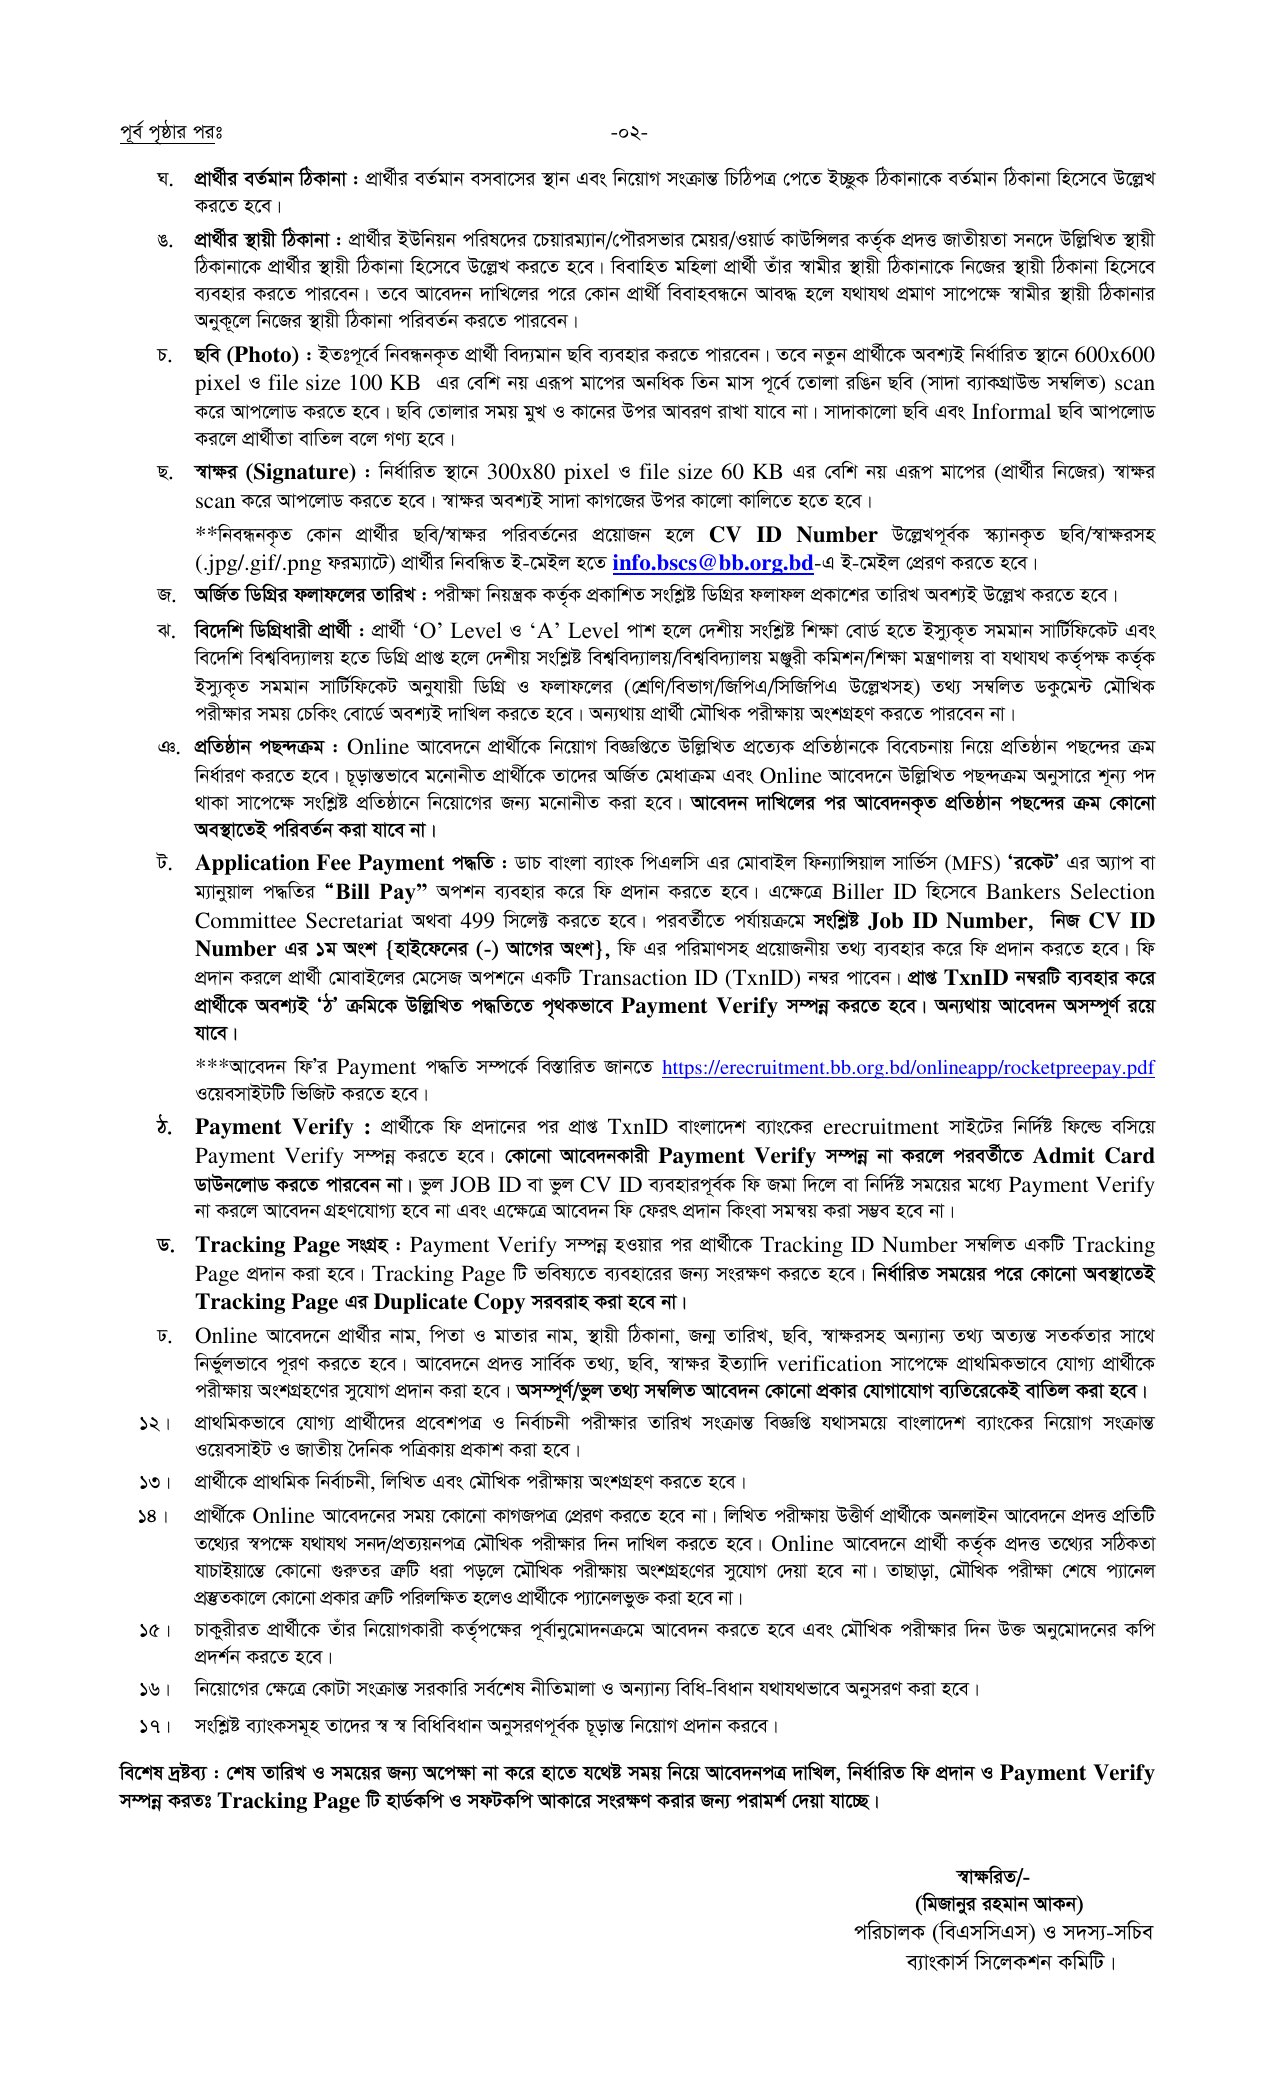 পূর্ব পৃষ্ঠার পরঃ -০২-
ঘ. প্রার্থীর বর্তমান ঠিকানা : প্রার্থীর বর্তমান বসবাসের স্থান এবং নিয়োগ সংক্রান্ত চিঠিপত্র পেতে ইচ্ছুক ঠিকানাকে বর্তমান ঠিকানা হিসেবে উল্লেখ
করতে হবে।
ঙ. প্রার্থীর স্থায়ী ঠিকানা : প্রার্থীর ইউনিয়ন পরিষদের চেয়ারম্যান/পৌরসভার মেয়র/ওয়ার্ড কাউন্সিলর কর্তৃক প্রদত্ত জাতীয়তা সনদে উল্লিখিত স্থায়ী
ঠিকানাকে প্রার্থীর স্থায়ী ঠিকানা হিসেবে উল্লেখ করতে হবে। বিবাহিত মহিলা প্রার্থী তাঁর স্বামীর স্থায়ী ঠিকানাকে নিজের স্থায়ী ঠিকানা হিসেবে
ব্যবহার করতে পারবেন। তবে আবেদন দাখিলের পরে কোন প্রার্থী বিবাহবন্ধনে আবদ্ধ হলে যথাযথ প্রমাণ সাপেক্ষে স্বামীর স্থায়ী ঠিকানার
অনুকূলে নিজের স্থায়ী ঠিকানা পরিবর্তন করতে পারবেন।
চ. ছবি (Photo) : ইতঃপূর্বে নিবন্ধনকৃত প্রার্থী বিদ্যমান ছবি ব্যবহার করতে পারবেন। তবে নতুন প্রার্থীকে অবশ্যই নির্ধারিত স্থানে 600x600
pixel ও file size 100 KB এর বেশি নয় এরূপ মাপের অনধিক তিন মাস পূর্বে তোলা রঙিন ছবি (সাদা ব্যাকগ্রাউন্ড সম্বলিত) scan
করে আপলোড করতে হবে। ছবি তোলার সময় মুখ ও কানের উপর আবরণ রাখা যাবে না। সাদাকালো ছবি এবং Informal ছবি আপলোড
করলে প্রার্থীতা বাতিল বলে গণ্য হবে।
ছ. স্বাক্ষর (Signature) : নির্ধারিত স্থানে 300x80 pixel ও file size 60 KB এর বেশি নয় এরূপ মাপের (প্রার্থীর নিজের) স্বাক্ষর
scan করে আপলোড করতে হবে। স্বাক্ষর অবশ্যই সাদা কাগজের উপর কালো কালিতে হতে হবে।
**নিবন্ধনকৃত কোন প্রার্থীর ছবি/স্বাক্ষর পরিবর্তনের প্রয়োজন হলে CV ID Number উল্লেখপূর্বক স্ক্যানকৃত ছবি/স্বাক্ষরসহ
(.jpg/.gif/.png ফরম্যাটে) প্রার্থীর নিবন্ধিত ই-মেইল হতে info.bscs@bb.org.bd-এ ই-মেইল প্রেরণ করতে হবে।
জ. অর্জিত ডিগ্রির ফলাফলের তারিখ : পরীক্ষা নিয়ন্ত্রক কর্তৃক প্রকাশিত সংশ্লিষ্ট ডিগ্রির ফলাফল প্রকাশের তারিখ অবশ্যই উল্লেখ করতে হবে।
ঝ. বিদেশি ডিগ্রিধারী প্রার্থী : প্রার্থী ‘O’ Level ও ‘A’ Level পাশ হলে দেশীয় সংশ্লিষ্ট শিক্ষা বোর্ড হতে ইস্যুকৃত সমমান সার্টিফিকেট এবং
বিদেশি বিশ্ববিদ্যালয় হতে ডিগ্রি প্রাপ্ত হলে দেশীয় সংশ্লিষ্ট বিশ্ববিদ্যালয়/বিশ্ববিদ্যালয় মঞ্জুরী কমিশন/শিক্ষা মন্ত্রণালয় বা যথাযথ কর্তৃপক্ষ কর্তৃক
ইস্যুকৃত সমমান সার্টিফিকেট অনুযায়ী ডিগ্রি ও ফলাফলের (শ্রেণি/বিভাগ/জিপিএ/সিজিপিএ উল্লেখসহ) তথ্য সম্বলিত ডকুমেন্ট মৌখিক
পরীক্ষার সময় চেকিং বোর্ডে অবশ্যই দাখিল করতে হবে। অন্যথায় প্রার্থী মৌখিক পরীক্ষায় অংশগ্রহণ করতে পারবেন না।
ঞ. প্রতিষ্ঠান পছন্দক্রম : Online আবেদনে প্রার্থীকে নিয়োগ বিজ্ঞপ্তিতে উল্লিখিত প্রত্যেক প্রতিষ্ঠানকে বিবেচনায় নিয়ে প্রতিষ্ঠান পছন্দের ক্রম
নির্ধারণ করতে হবে। চূড়ান্তভাবে মনোনীত প্রার্থীকে তাদের অর্জিত মেধাক্রম এবং Online আবেদনে উল্লিখিত পছন্দক্রম অনুসারে শূন্য পদ
থাকা সাপেক্ষে সংশ্লিষ্ট প্রতিষ্ঠানে নিয়োগের জন্য মনোনীত করা হবে। আবেদন দাখিলের পর আবেদনকৃত প্রতিষ্ঠান পছন্দের ক্রম কোনো
অবস্থাতেই পরিবর্তন করা যাবে না।
ট. Application Fee Payment পদ্ধতি : ডাচ বাংলা ব্যাংক পিএলসি এর মোবাইল ফিন্যান্সিয়াল সার্ভিস (MFS) ‘রকেট’ এর অ্যাপ বা
ম্যানুয়াল পদ্ধতির “Bill Pay” অপশন ব্যবহার করে ফি প্রদান করতে হবে। এক্ষেত্রে Biller ID হিসেবে Bankers Selection
Committee Secretariat অথবা 499 সিলেক্ট করতে হবে। পরবর্তীতে পর্যায়ক্রমে সংশ্লিষ্ট Job ID Number, নিজ CV ID
Number এর ১ম অংশ {হাইফেনের (-) আগের অংশ}, ফি এর পরিমাণসহ প্রয়োজনীয় তথ্য ব্যবহার করে ফি প্রদান করতে হবে। ফি
প্রদান করলে প্রার্থী মোবাইলের মেসেজ অপশনে একটি Transaction ID (TxnID) নম্বর পাবেন। প্রাপ্ত TxnID নম্বরটি ব্যবহার করে
প্রার্থীকে অবশ্যই ‘ঠ’ ক্রমিকে উল্লিখিত পদ্ধতিতে পৃথকভাবে Payment Verify সম্পন্ন করতে হবে। অন্যথায় আবেদন অসম্পূর্ণ রয়ে
যাবে।
***আবেদন ফি’র Payment পদ্ধতি সম্পর্কে বিস্তারিত জানতে https://erecruitment.bb.org.bd/onlineapp/rocketpreepay.pdf
ওয়েবসাইটটি ভিজিট করতে হবে।
ঠ. Payment Verify : প্রার্থীকে ফি প্রদানের পর প্রাপ্ত TxnID বাংলাদেশ ব্যাংকের erecruitment সাইটের নির্দিষ্ট ফিল্ডে বসিয়ে
Payment Verify সম্পন্ন করতে হবে। কোনো আবেদনকারী Payment Verify সম্পন্ন না করলে পরবর্তীতে Admit Card
ডাউনলোড করতে পারবেন না। ভুল JOB ID বা ভুল CV ID ব্যবহারপূর্বক ফি জমা দিলে বা নির্দিষ্ট সময়ের মধ্যে Payment Verify
না করলে আবেদন গ্রহণযোগ্য হবে না এবং এক্ষেত্রে আবেদন ফি ফেরৎ প্রদান কিংবা সমন্বয় করা সম্ভব হবে না।
ড. Tracking Page সংগ্রহ : Payment Verify সম্পন্ন হওয়ার পর প্রার্থীকে Tracking ID Number সম্বলিত একটি Tracking
Page প্রদান করা হবে। Tracking Page টি ভবিষ্যতে ব্যবহারের জন্য সংরক্ষণ করতে হবে। নির্ধারিত সময়ের পরে কোনো অবস্থাতেই
Tracking Page এর Duplicate Copy সরবরাহ করা হবে না।
ঢ. Online আবেদনে প্রার্থীর নাম, পিতা ও মাতার নাম, স্থায়ী ঠিকানা, জন্ম তারিখ, ছবি, স্বাক্ষরসহ অন্যান্য তথ্য অত্যন্ত সতর্কতার সাথে
নির্ভুলভাবে পূরণ করতে হবে। আবেদনে প্রদত্ত সার্বিক তথ্য, ছবি, স্বাক্ষর ইত্যাদি verification সাপেক্ষে প্রাথমিকভাবে যোগ্য প্রার্থীকে
পরীক্ষায় অংশগ্রহণের সুযোগ প্রদান করা হবে। অসম্পূর্ণ/ভুল তথ্য সম্বলিত আবেদন কোনো প্রকার যোগাযোগ ব্যতিরেকেই বাতিল করা হবে।
১২। প্রাথমিকভাবে যোগ্য প্রার্থীদের প্রবেশপত্র ও নির্বাচনী পরীক্ষার তারিখ সংক্রান্ত বিজ্ঞপ্তি যথাসময়ে বাংলাদেশ ব্যাংকের নিয়োগ সংক্রান্ত
ওয়েবসাইট ও জাতীয় দৈনিক পত্রিকায় প্রকাশ করা হবে।
১৩। প্রার্থীকে প্রাথমিক নির্বাচনী, লিখিত এবং মৌখিক পরীক্ষায় অংশগ্রহণ করতে হবে।
১৪। প্রার্থীকে Online আবেদনের সময় কোনো কাগজপত্র প্রেরণ করতে হবে না। লিখিত পরীক্ষায় উত্তীর্ণ প্রার্থীকে অনলাইন আবেদনে প্রদত্ত প্রতিটি
তথ্যের স্বপক্ষে যথাযথ সনদ/প্রত্যয়নপত্র মৌখিক পরীক্ষার দিন দাখিল করতে হবে। Online আবেদনে প্রার্থী কর্তৃক প্রদত্ত তথ্যের সঠিকতা
যাচাইয়ান্তে কোনো গুরুতর ত্রুটি ধরা পড়লে মৌখিক পরীক্ষায় অংশগ্রহণের সুযোগ দেয়া হবে না। তাছাড়া, মৌখিক পরীক্ষা শেষে প্যানেল
প্রস্তুতকালে কোনো প্রকার ত্রুটি পরিলক্ষিত হলেও প্রার্থীকে প্যানেলভুক্ত করা হবে না।
১৫। চাকুরীরত প্রার্থীকে তাঁর নিয়োগকারী কর্তৃপক্ষের পূর্বানুমোদনক্রমে আবেদন করতে হবে এবং মৌখিক পরীক্ষার দিন উক্ত অনুমোদনের কপি
প্রদর্শন করতে হবে।
১৬। নিয়োগের ক্ষেত্রে কোটা সংক্রান্ত সরকারি সর্বশেষ নীতিমালা ও অন্যান্য বিধি-বিধান যথাযথভাবে অনুসরণ করা হবে।
১৭। সংশ্লিষ্ট ব্যাংকসমূহ তাদের স্ব স্ব বিধিবিধান অনুসরণপূর্বক চূড়ান্ত নিয়োগ প্রদান করবে।
বিশেষ দ্রষ্টব্য : শেষ তারিখ ও সময়ের জন্য অপেক্ষা না করে হাতে যথেষ্ট সময় নিয়ে আবেদনপত্র দাখিল, নির্ধারিত ফি প্রদান ও Payment Verify
সম্পন্ন করতঃ Tracking Page টি হার্ডকপি ও সফটকপি আকারে সংরক্ষণ করার জন্য পরামর্শ দেয়া যাচ্ছে।
স্বাক্ষরিত/-
(মিজানুর রহমান আকন)
পরিচালক (বিএসসিএস) ও সদস্য-সচিব
ব্যাংকার্স সিলেকশন কমিটি।